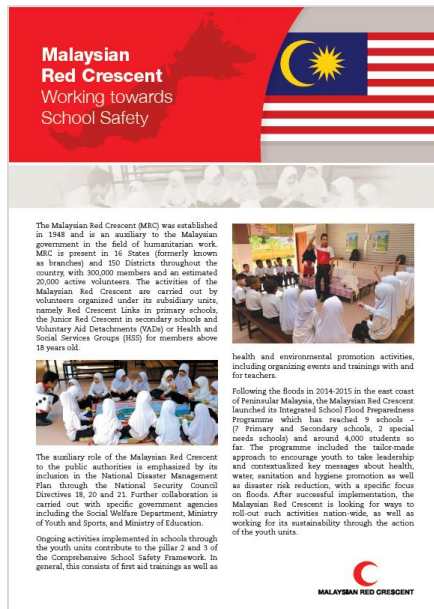 Malaysian
Red Crescent
Working towards
School Safety
The Malaysian Red Crescent (MRC) was established
in 1948 and is an auxiliary to the Malaysian
government in the field of humanitarian work.
MRC is present in 16 States (formerly known
as branches) and 150 Districts throughout the
country, with 300,000 members and an estimated
20,000 active volunteers. The activities of the
Malaysian Red Crescent are carried out by
volunteers organized under its subsidiary units,
namely Red Crescent Links in primary schools,
the Junior Red Crescent in secondary schools and
Voluntary Aid Detachments (VADs) or Health and
Social Services Groups (HSS) for members above
18 years old.
The auxiliary role of the Malaysian Red Crescent
to the public authorities is emphasized by its
inclusion in the National Disaster Management
Plan through the National Security Council
Directives 18, 20 and 21. Further collaboration is
carried out with specific government agencies
including the Social Welfare Department, Ministry
of Youth and Sports, and Ministry of Education.
Ongoing activities implemented in schools through
the youth units contribute to the pillar 2 and 3 of
the Comprehensive School Safety Framework. In
general, this consists of first aid trainings as well as
health and environmental promotion activities,
including organizing events and trainings with and
for teachers.
Following the floods in 2014-2015 in the east coast
of Peninsular Malaysia, the Malaysian Red Crescent
launched its Integrated School Flood Preparedness
Programme which has reached 9 schools –
(7 Primary and Secondary schools, 2 special
needs schools) and around 4,000 students so
far. The programme included the tailor-made
approach to encourage youth to take leadership
and contextualized key messages about health,
water, sanitation and hygiene promotion as well
as disaster risk reduction, with a specific focus
on floods. After successful implementation, the
Malaysian Red Crescent is looking for ways to
roll-out such activities nation-wide, as well as
working for its sustainability through the action
of the youth units.
MALAYSIAN RED CRESCENT